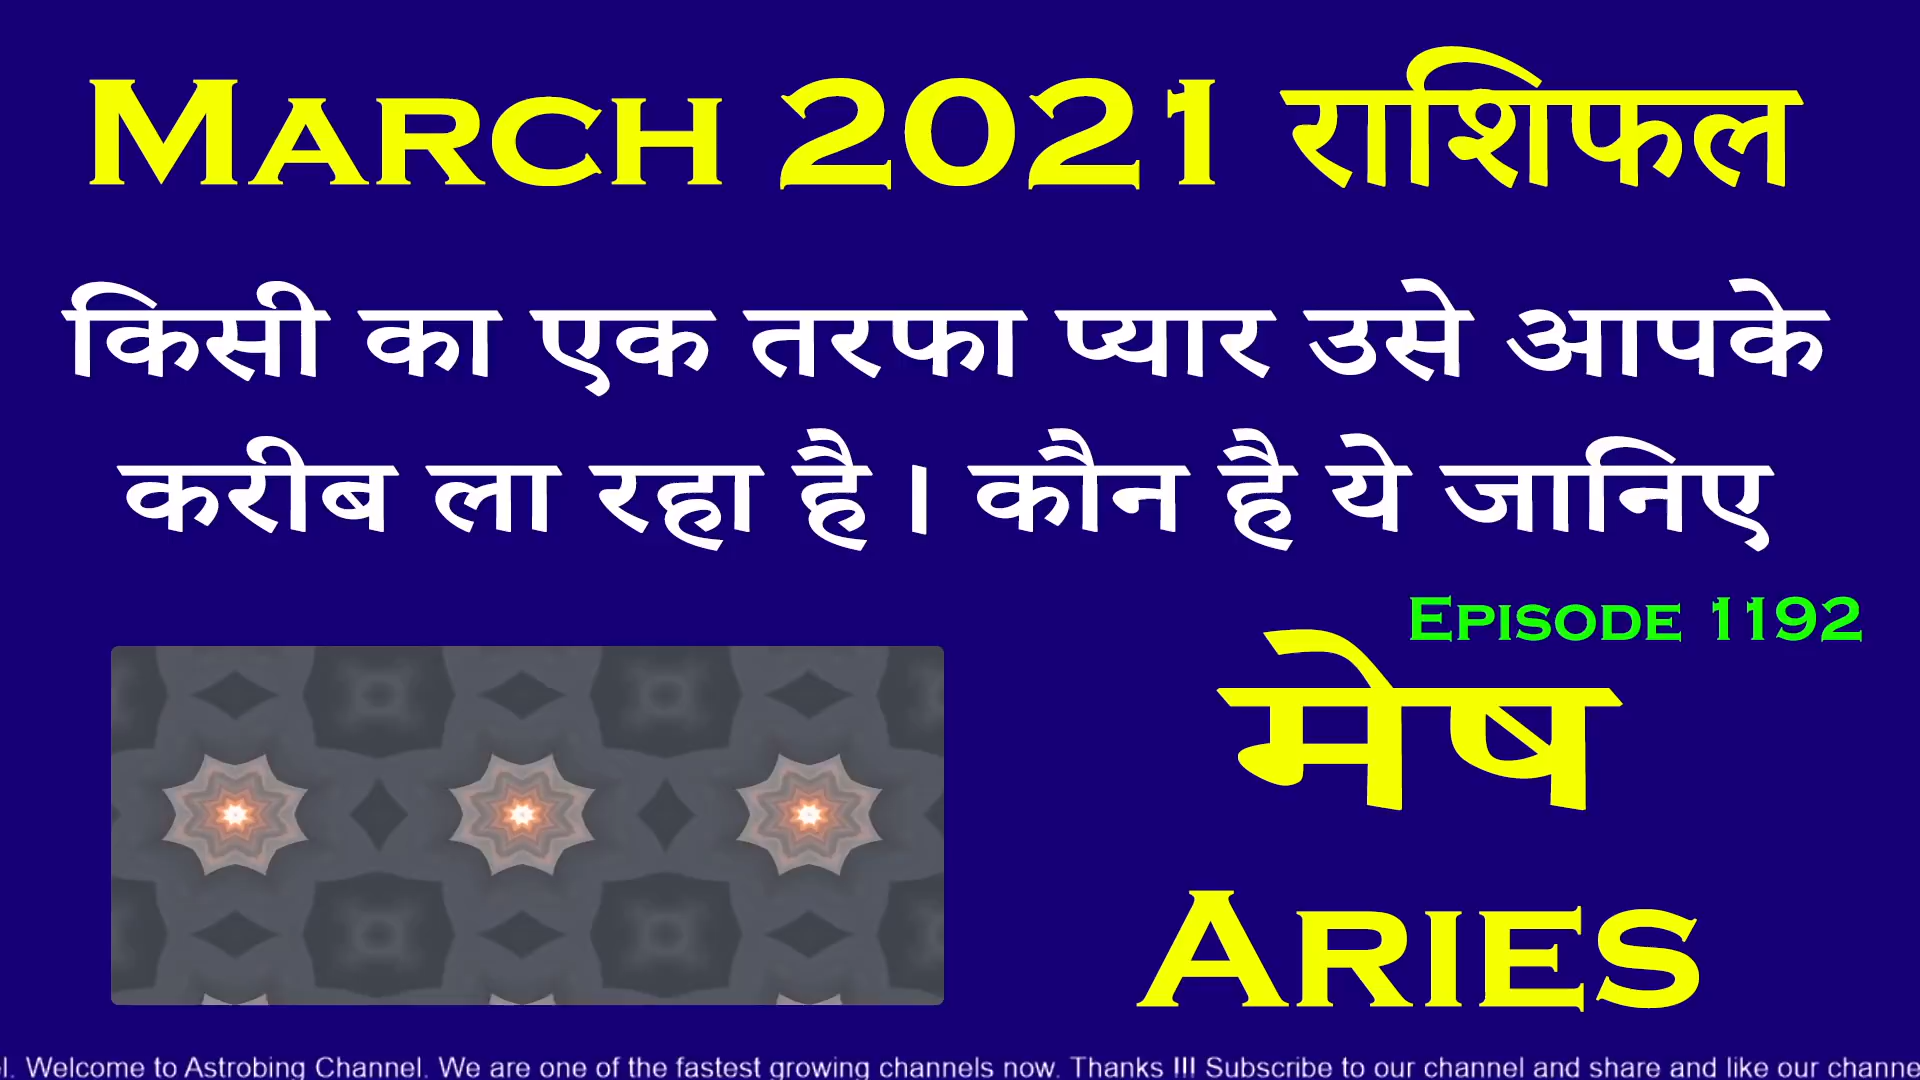 MARCH 2021 राशिफल
किसी का एक तरफा प्यार उसे आपके
करीब ला रहा है । कौन है ये जानिए
EPISODE 1192
मेष
ARIES
l. Welcome to Astrobing Channel. We are one of the fastest growing channels now. Thanks !!! Subscribe to our channel and share and like our channe